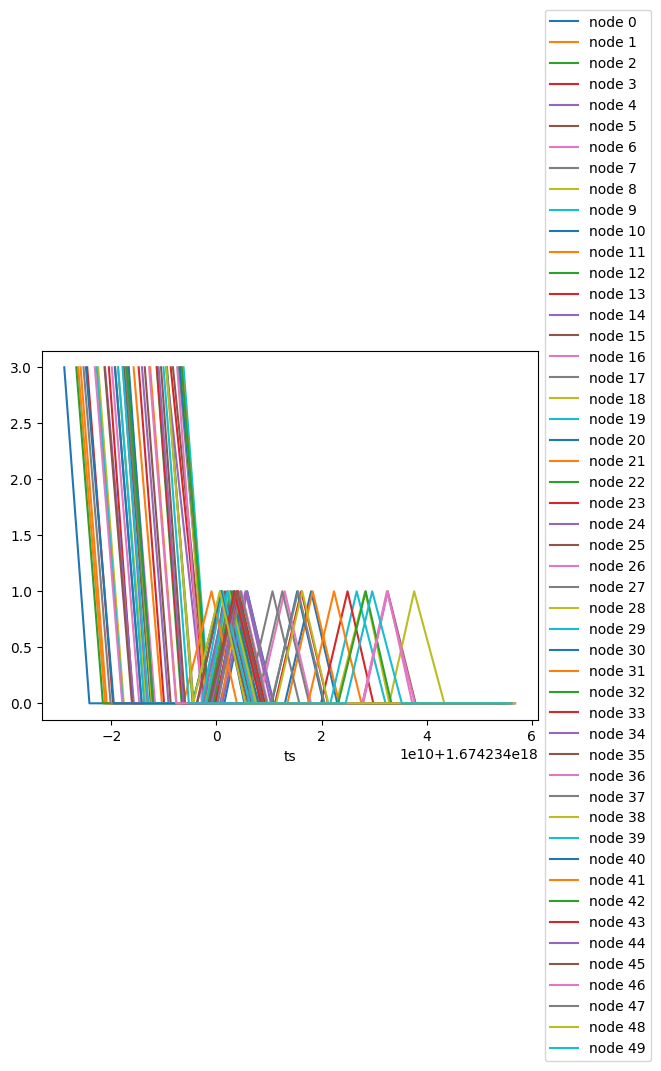 3.0
2.5
2.0
1.5
1.0
0.5
0.0
−2
0
2
4
6
ts
1e10+1.674234e18
node 0
node 1
node 2
node 3
node 4
node 5
node 6
node 7
node 8
node 9
node 10
node 11
node 12
node 13
node 14
node 15
node 16
node 17
node 18
node 19
node 20
node 21
node 22
node 23
node 24
node 25
node 26
node 27
node 28
node 29
node 30
node 31
node 32
node 33
node 34
node 35
node 36
node 37
node 38
node 39
node 40
node 41
node 42
node 43
node 44
node 45
node 46
node 47
node 48
node 49